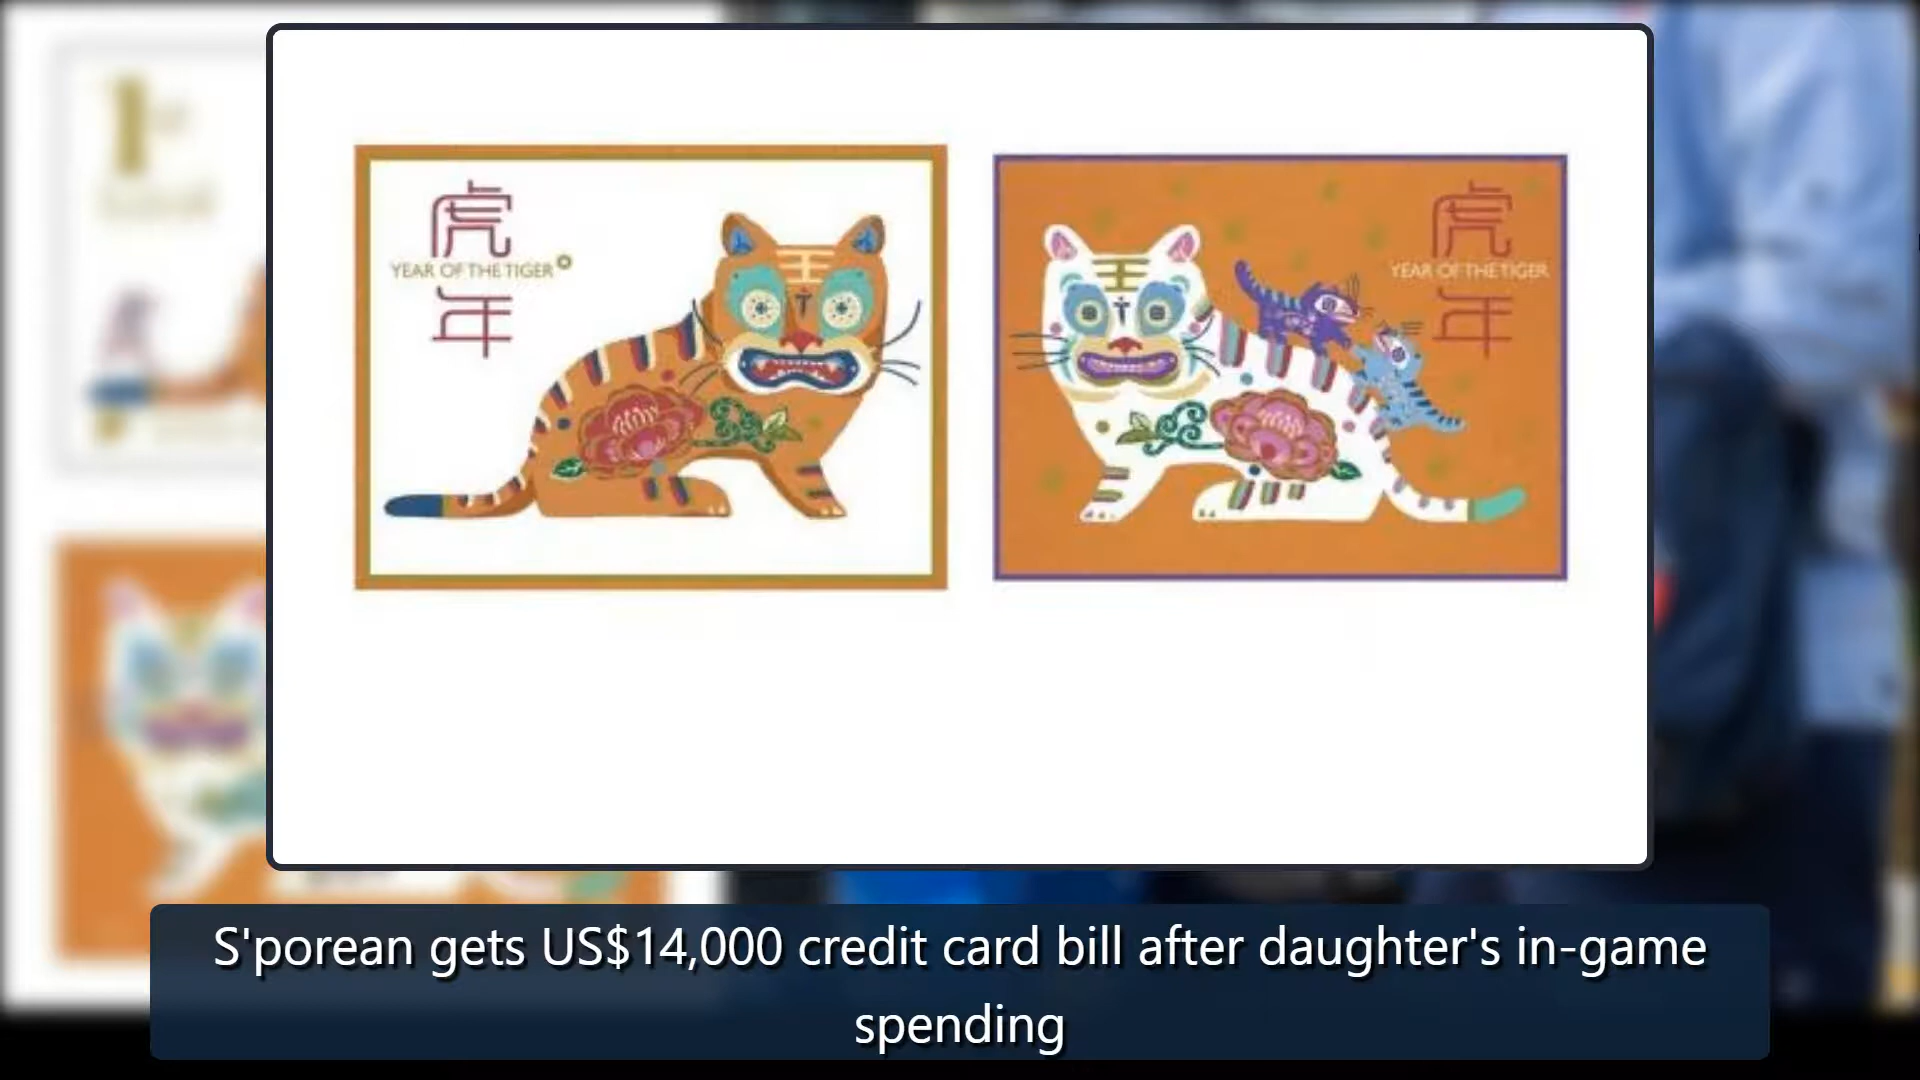 虎
YEAR OF THE TIGER
年
虎
YEAR OF THE TIGER
年
S'porean gets US$14,000 credit card bill after daughter's in-game
spending